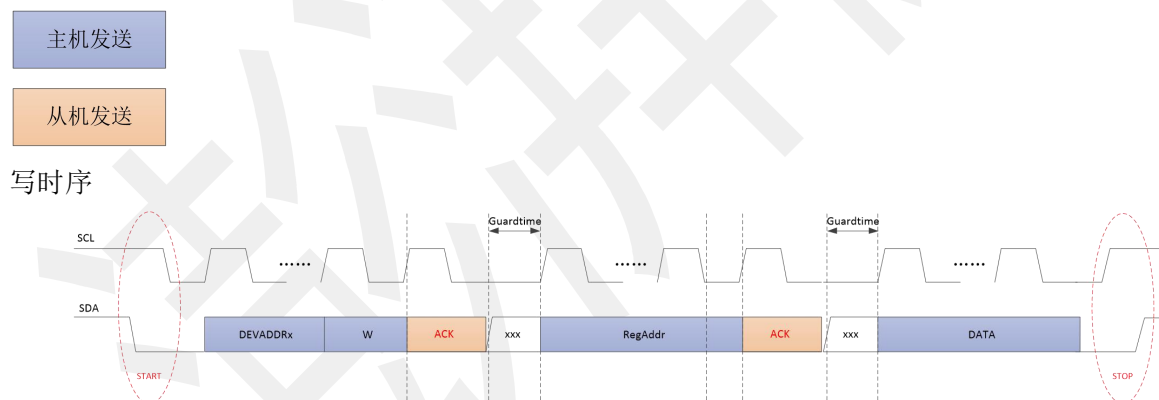 主机发送
从机发送
写时序
Guardtime Guardtime
SCL
......  ......  ......
SDA
DEVADDRx W ACK xxx RegAddr ACK xxx DATA
START STOP